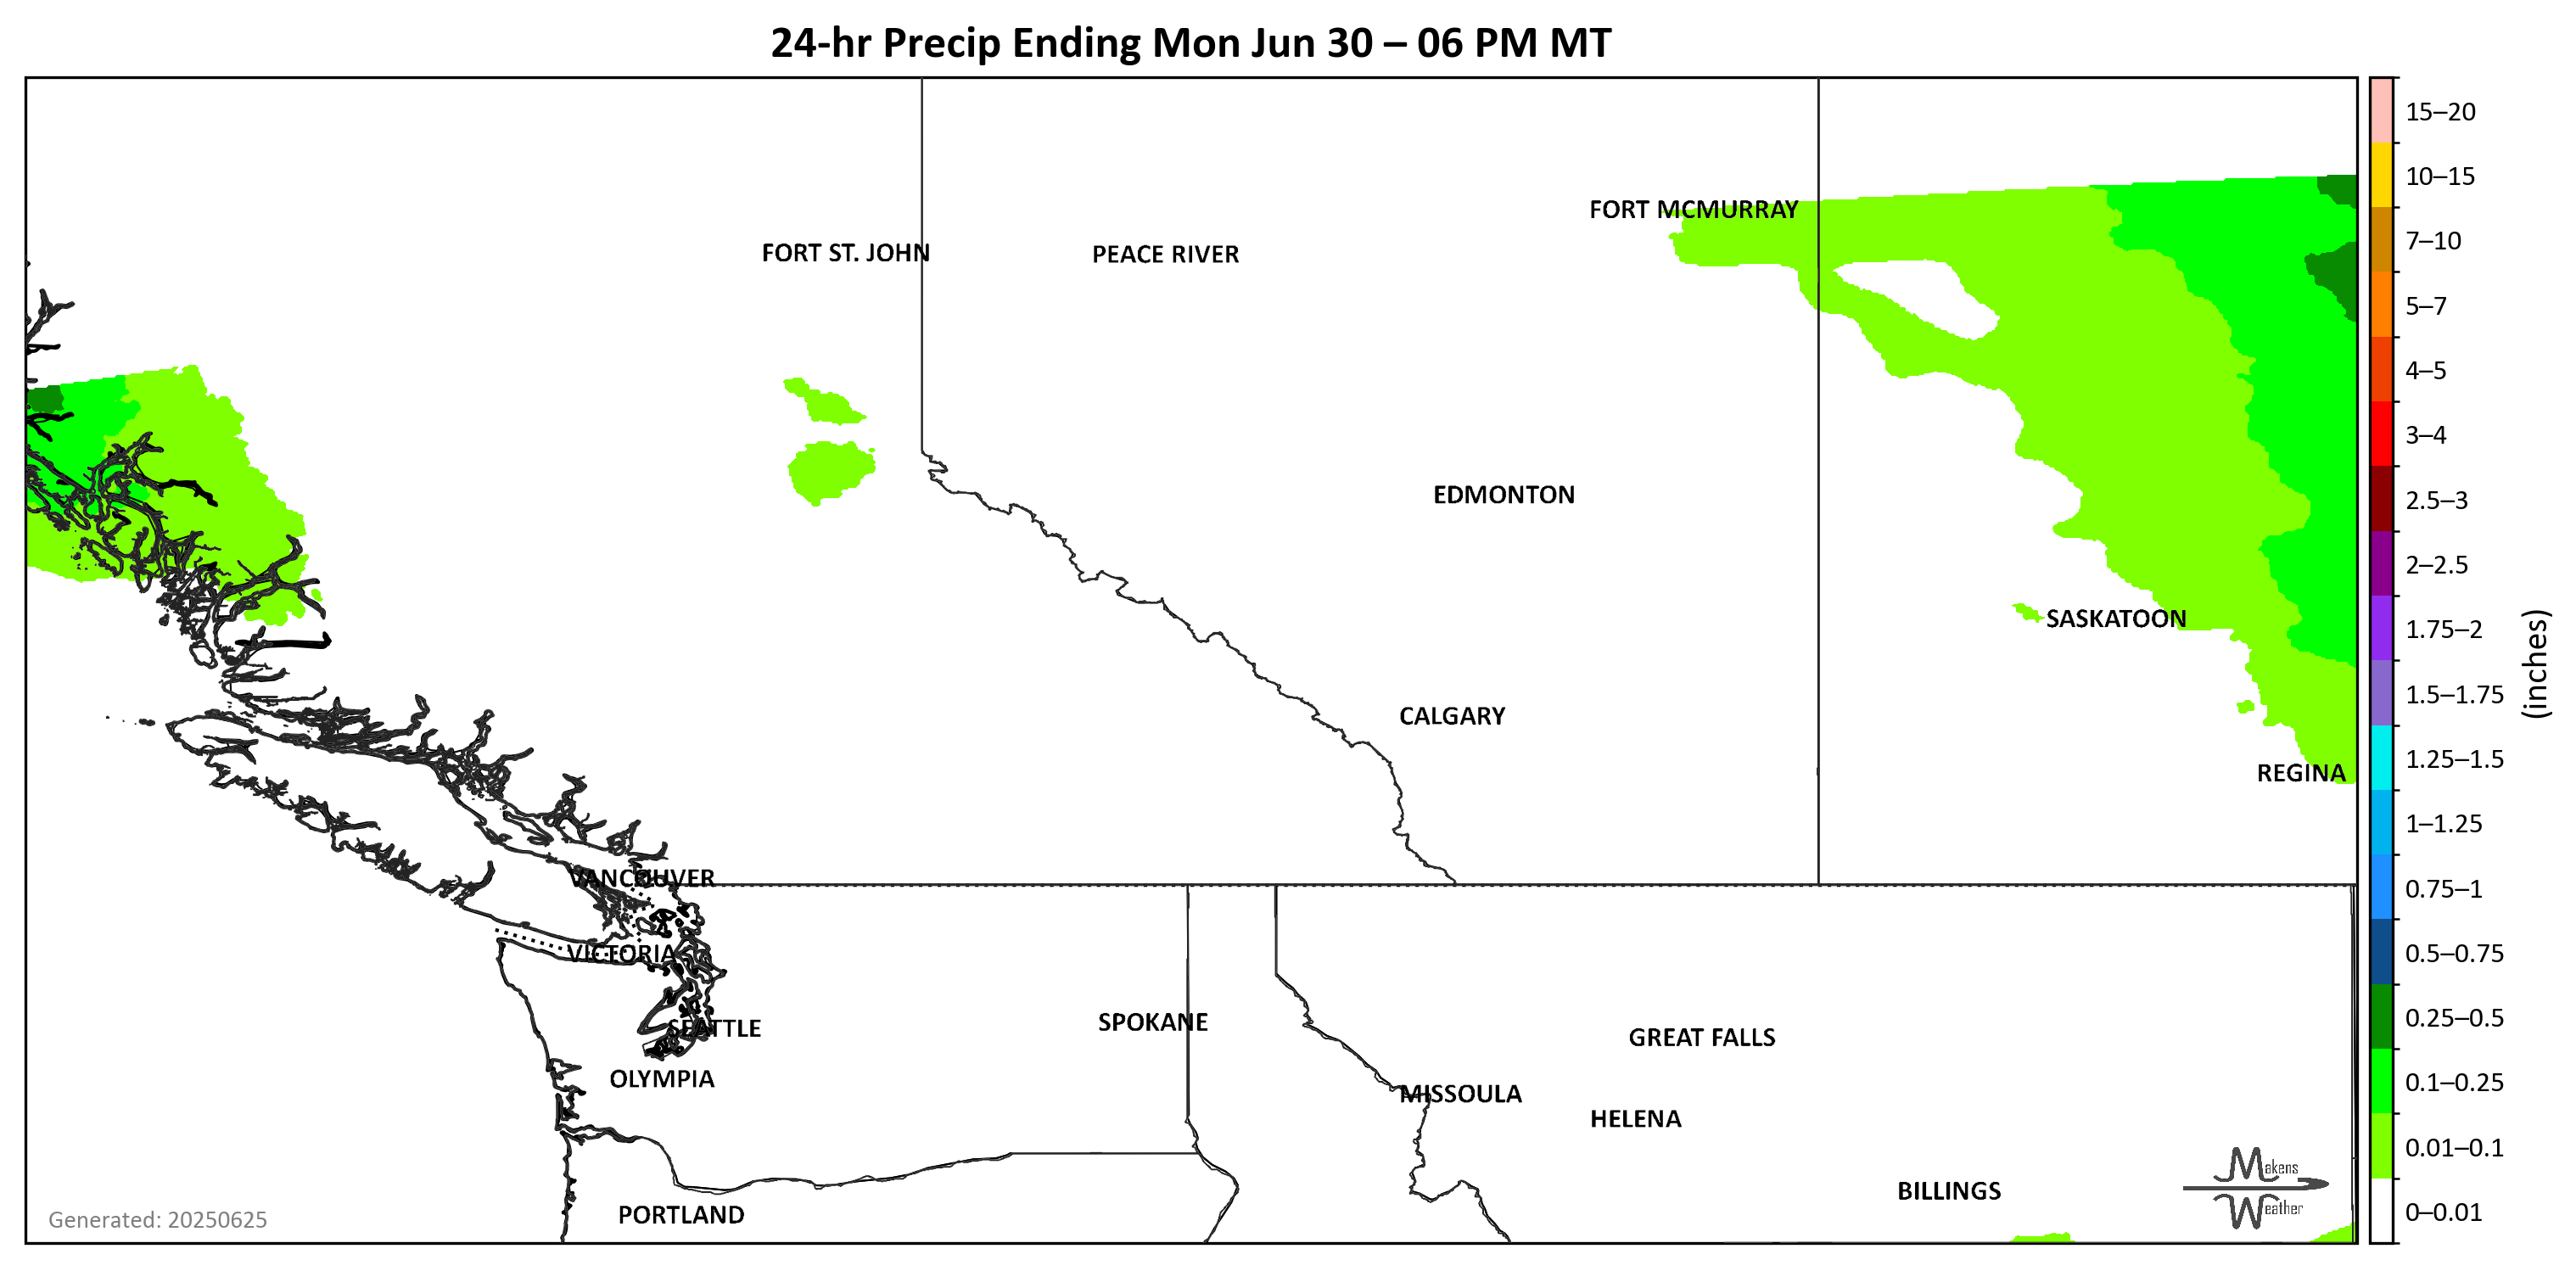 24-hr Precip Ending Mon Jun 30 – 06 PM MT
15–20
10–15
FORT MCMURRAY
7–10
FORT ST. JOHN
PEACE RIVER
5–7
4–5
3–4
EDMONTON
2.5–3
2–2.5
SASKATOON
1.75–2
(inches)
1.5–1.75
CALGARY
1.25–1.5
REGINA
1–1.25
VANCOUVER
0.75–1
VICTORIA
0.5–0.75
SEATTLE
SPOKANE
GREAT FALLS
0.25–0.5
OLYMPIA
MISSOULA
HELENA
0.1–0.25
0.01–0.1
Makens
Weather
BILLINGS
PORTLAND
Generated: 20250625
0–0.01